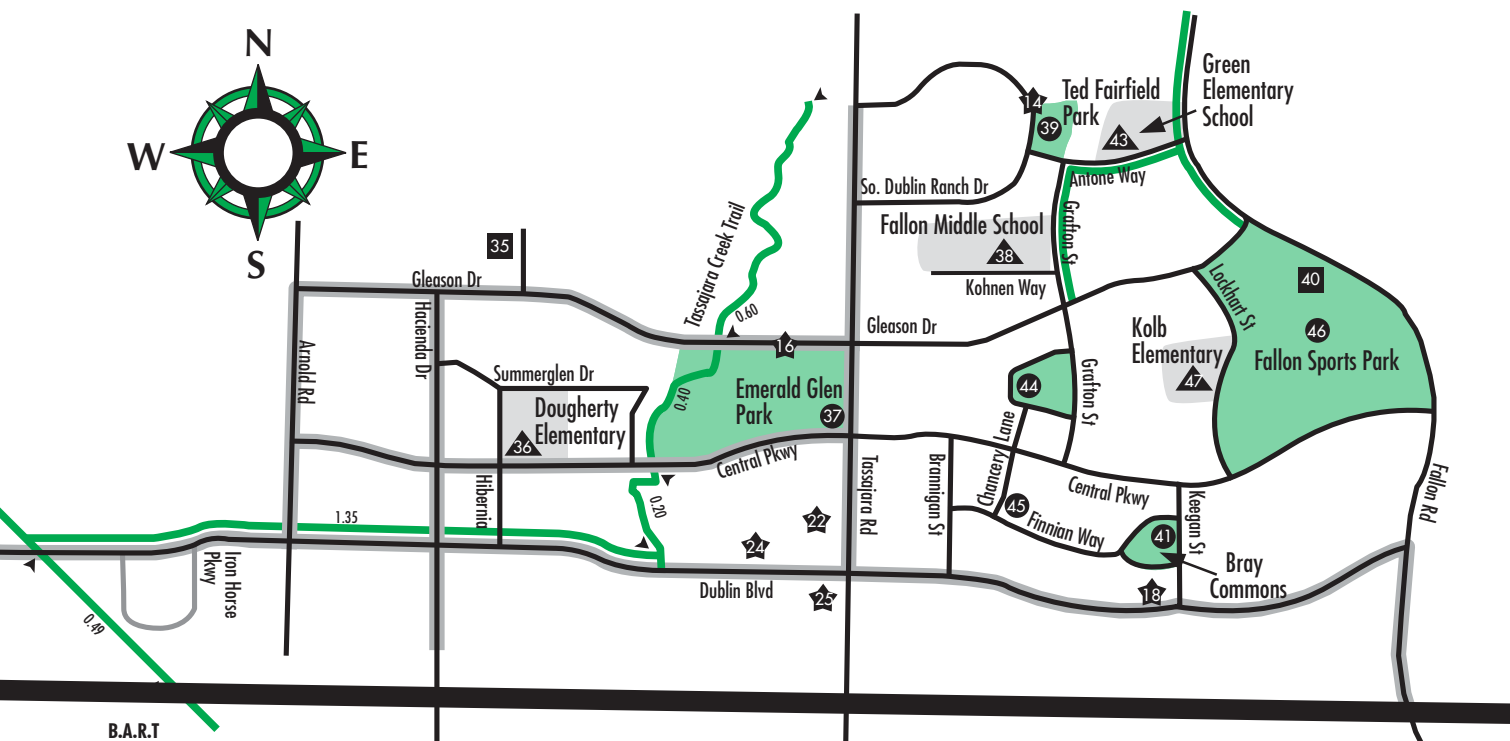 N
W
E
S
14
Ted Fairfield
Park
39
Green
Elementary
School
43
Antone Way
So. Dublin Ranch Dr
Fallon Middle School
38
Grafton St
Kohnen Way
35
Gleason Dr
Tassajara Creek Trail
0.60
Gleason Dr
16
Lockhart St
40
46
Fallon Sports Park
Kolb
Elementary
47
Arnold Rd
Hacienda Dr
Summerglen Dr
Dougherty
Elementary
36
0.40
Emerald Glen
Park
37
44
Grafton St
Central Pkwy
Chancery Lane
Hibernia
0.20
Tassajara Rd
Brannigan St
Central Pkwy
45
Finnian Way
Keegan St
41
Fallon Rd
1.35
22
24
Bray
Commons
18
25
Dublin Blvd
Iron Horse
Pkwy
0.49
B.A.R.T